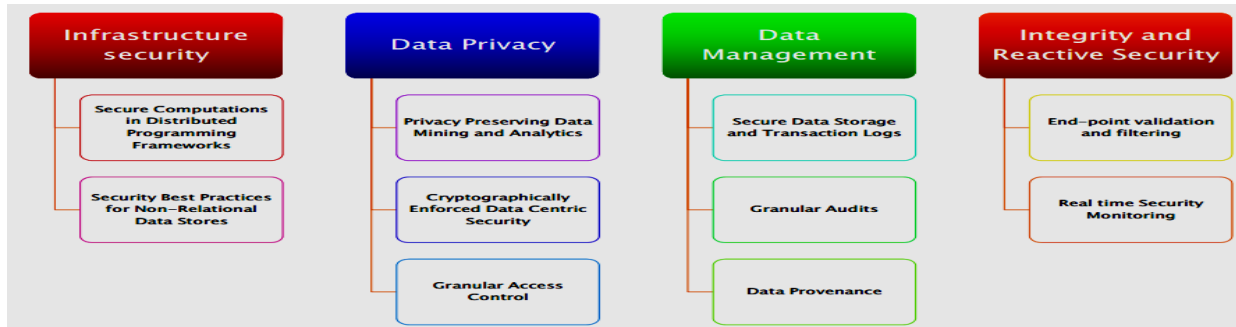 Infrastructure
security
Secure Computations
in Distributed
Programming
Frameworks
Security Best Practices
for Non-Relational
Data Stores
Data Privacy
Privacy Preserving Data
Mining and Analytics
Cryptographically
Enforced Data Centric
Security
Granular Access
Control
Data
Management
Secure Data Storage
and Transaction Logs
Granular Audits
Data Provenance
Integrity and
Reactive Security
End-point validation
and filtering
Real time Security
Monitoring